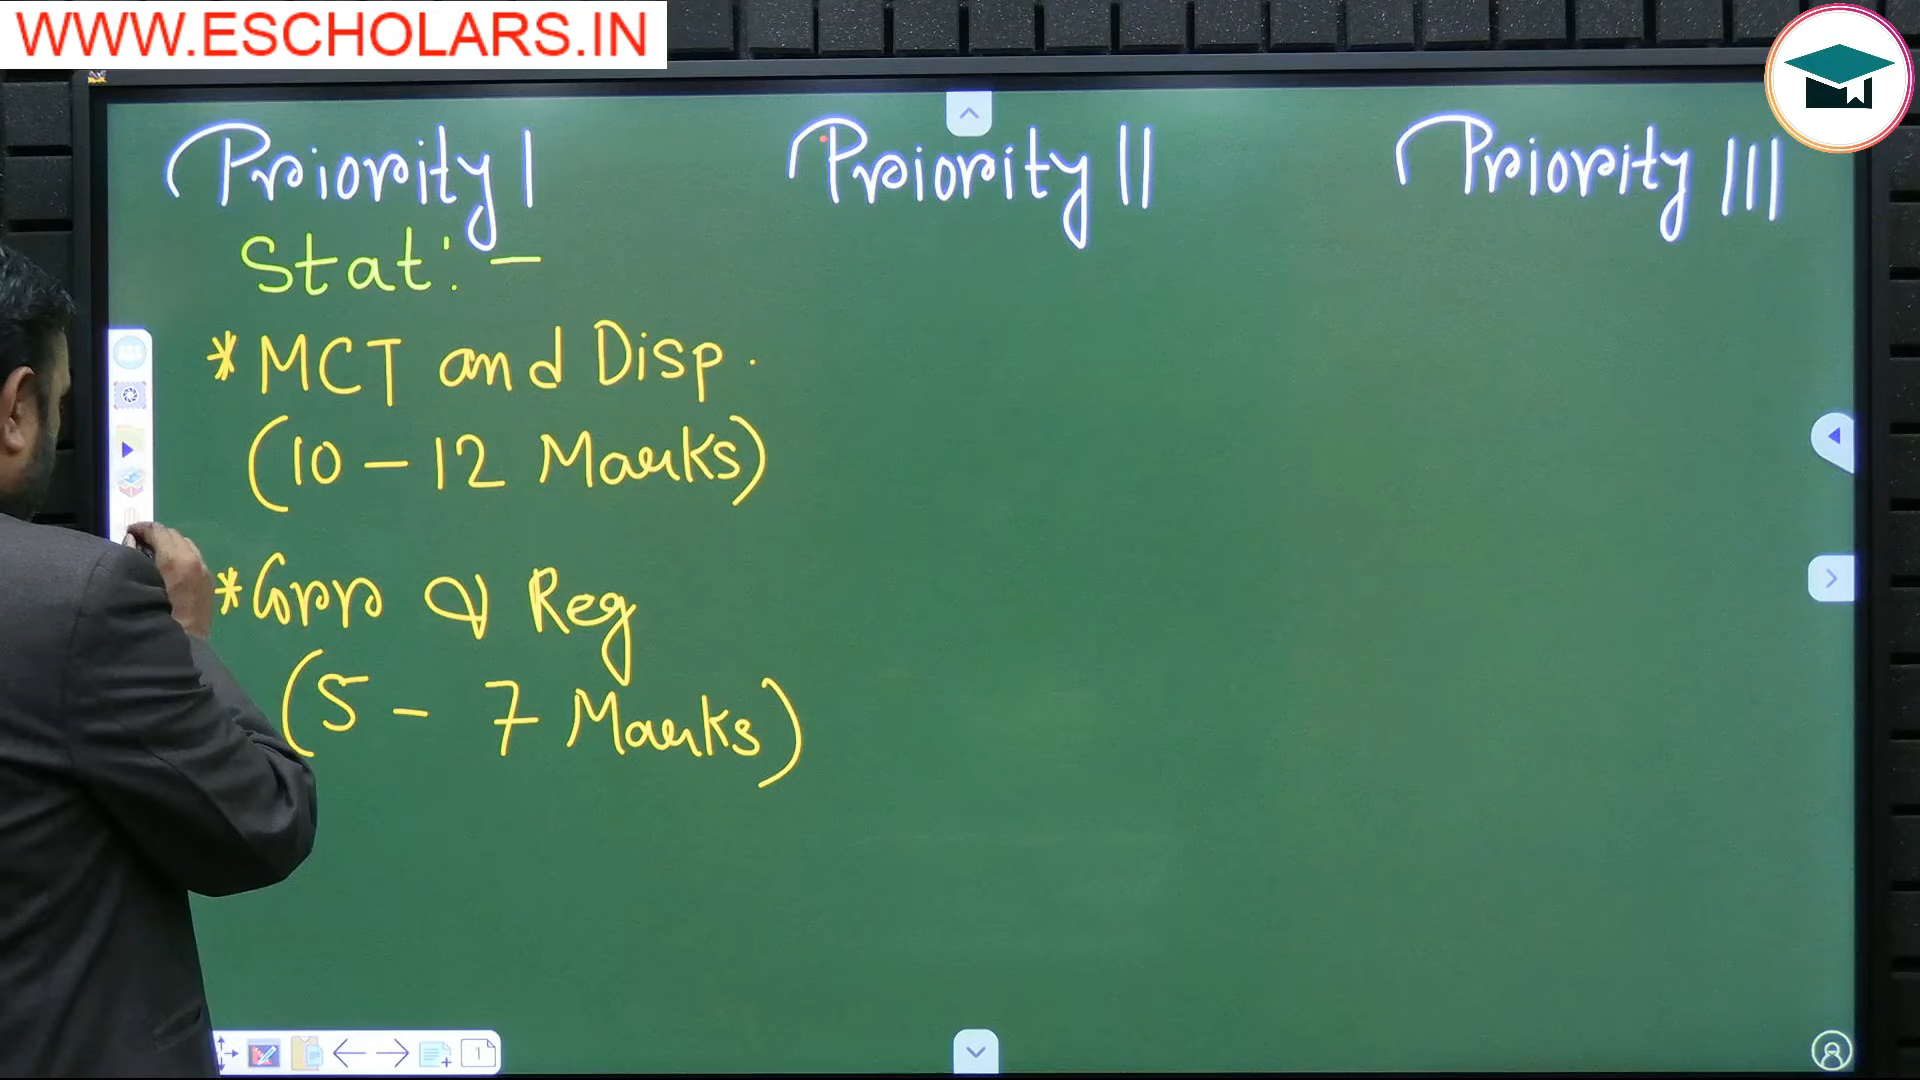 WWW.ESCHOLARS.IN
Priority I Priority II Priority III
Stat:-
* MCT and Disp.
(10 - 12 Marks)
* Corr & Reg
(5 - 7 Marks)
1